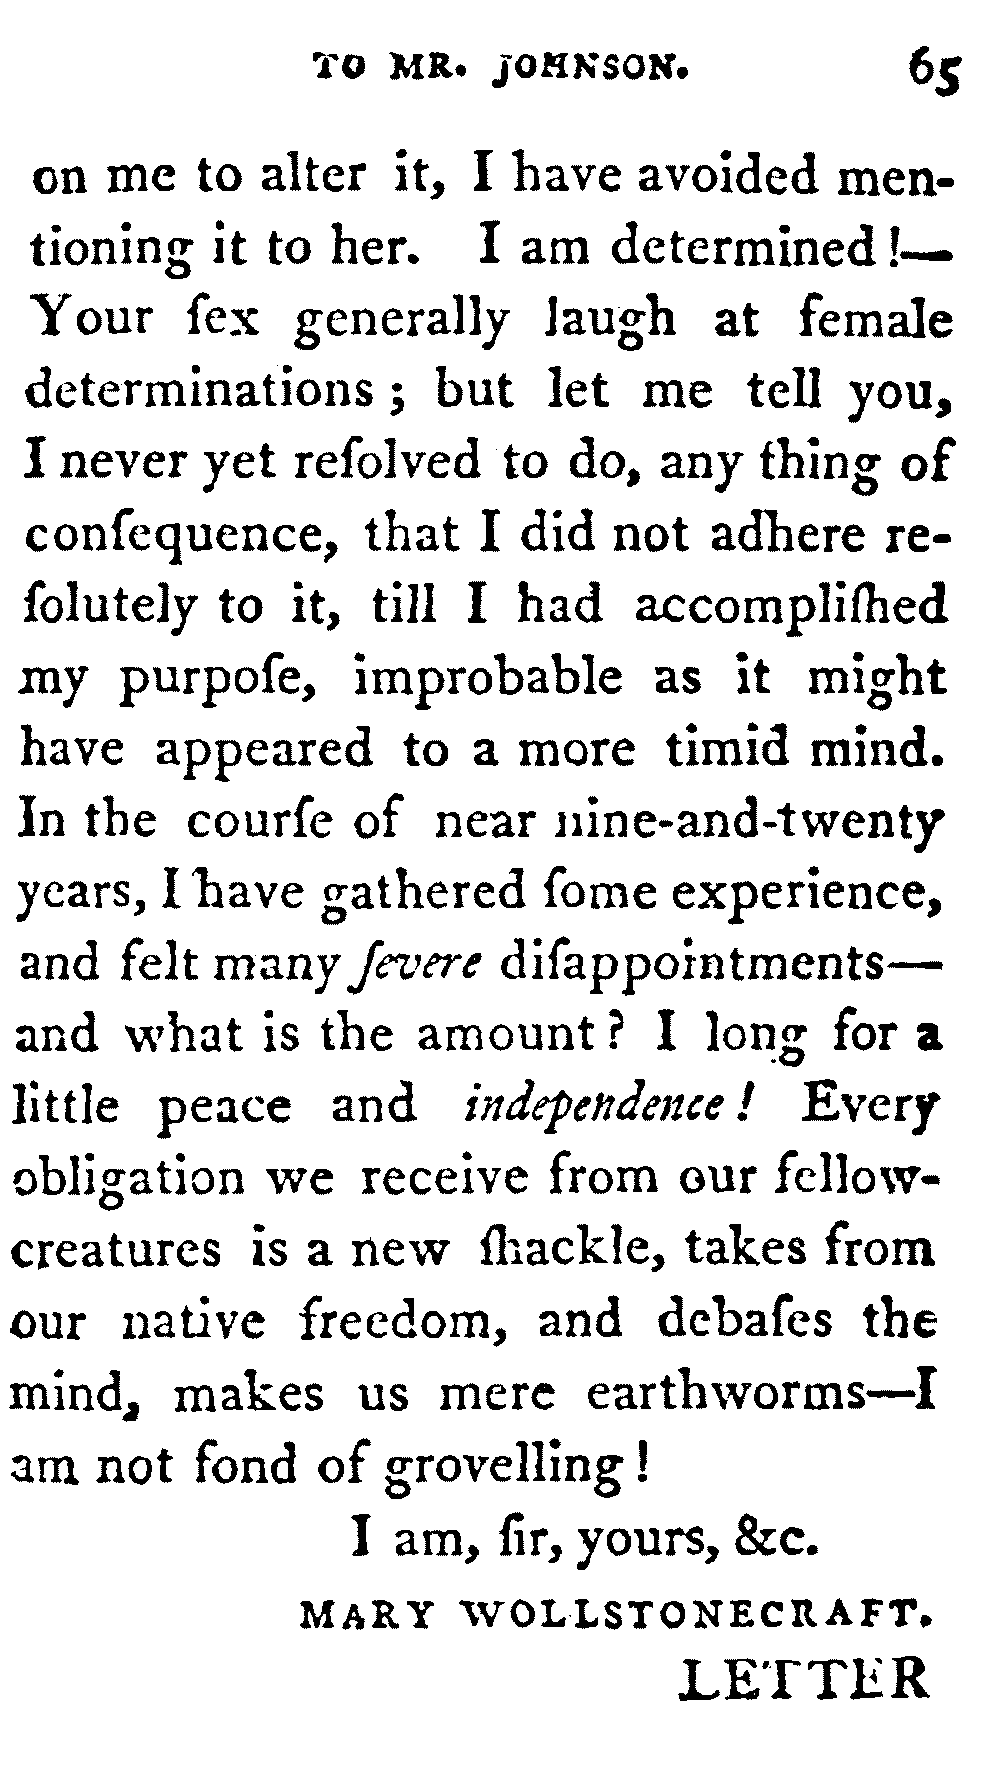 TO MR. JOHNSON. 65
on me to alter it, I have avoided men-
tioning it to her. I am determined!—
Your ſex generally laugh at female
determinations; but let me tell you,
I never yet reſolved to do, any thing of
conſequence, that I did not adhere re-
ſolutely to it, till I had accompliſhed
my purpoſe, improbable as it might
have appeared to a more timid mind.
In the courſe of near nine-and-twenty
years, I have gathered ſome experience,
and felt many ſevere diſappointments—
and what is the amount? I long for a
little peace and independence! Every
obligation we receive from our fellow-
creatures is a new ſhackle, takes from
our native freedom, and debaſes the
mind, makes us mere earthworms—I
am not fond of grovelling!
I am, ſir, yours, &c.
MARY WOLLSTONECRAFT.
LETTER